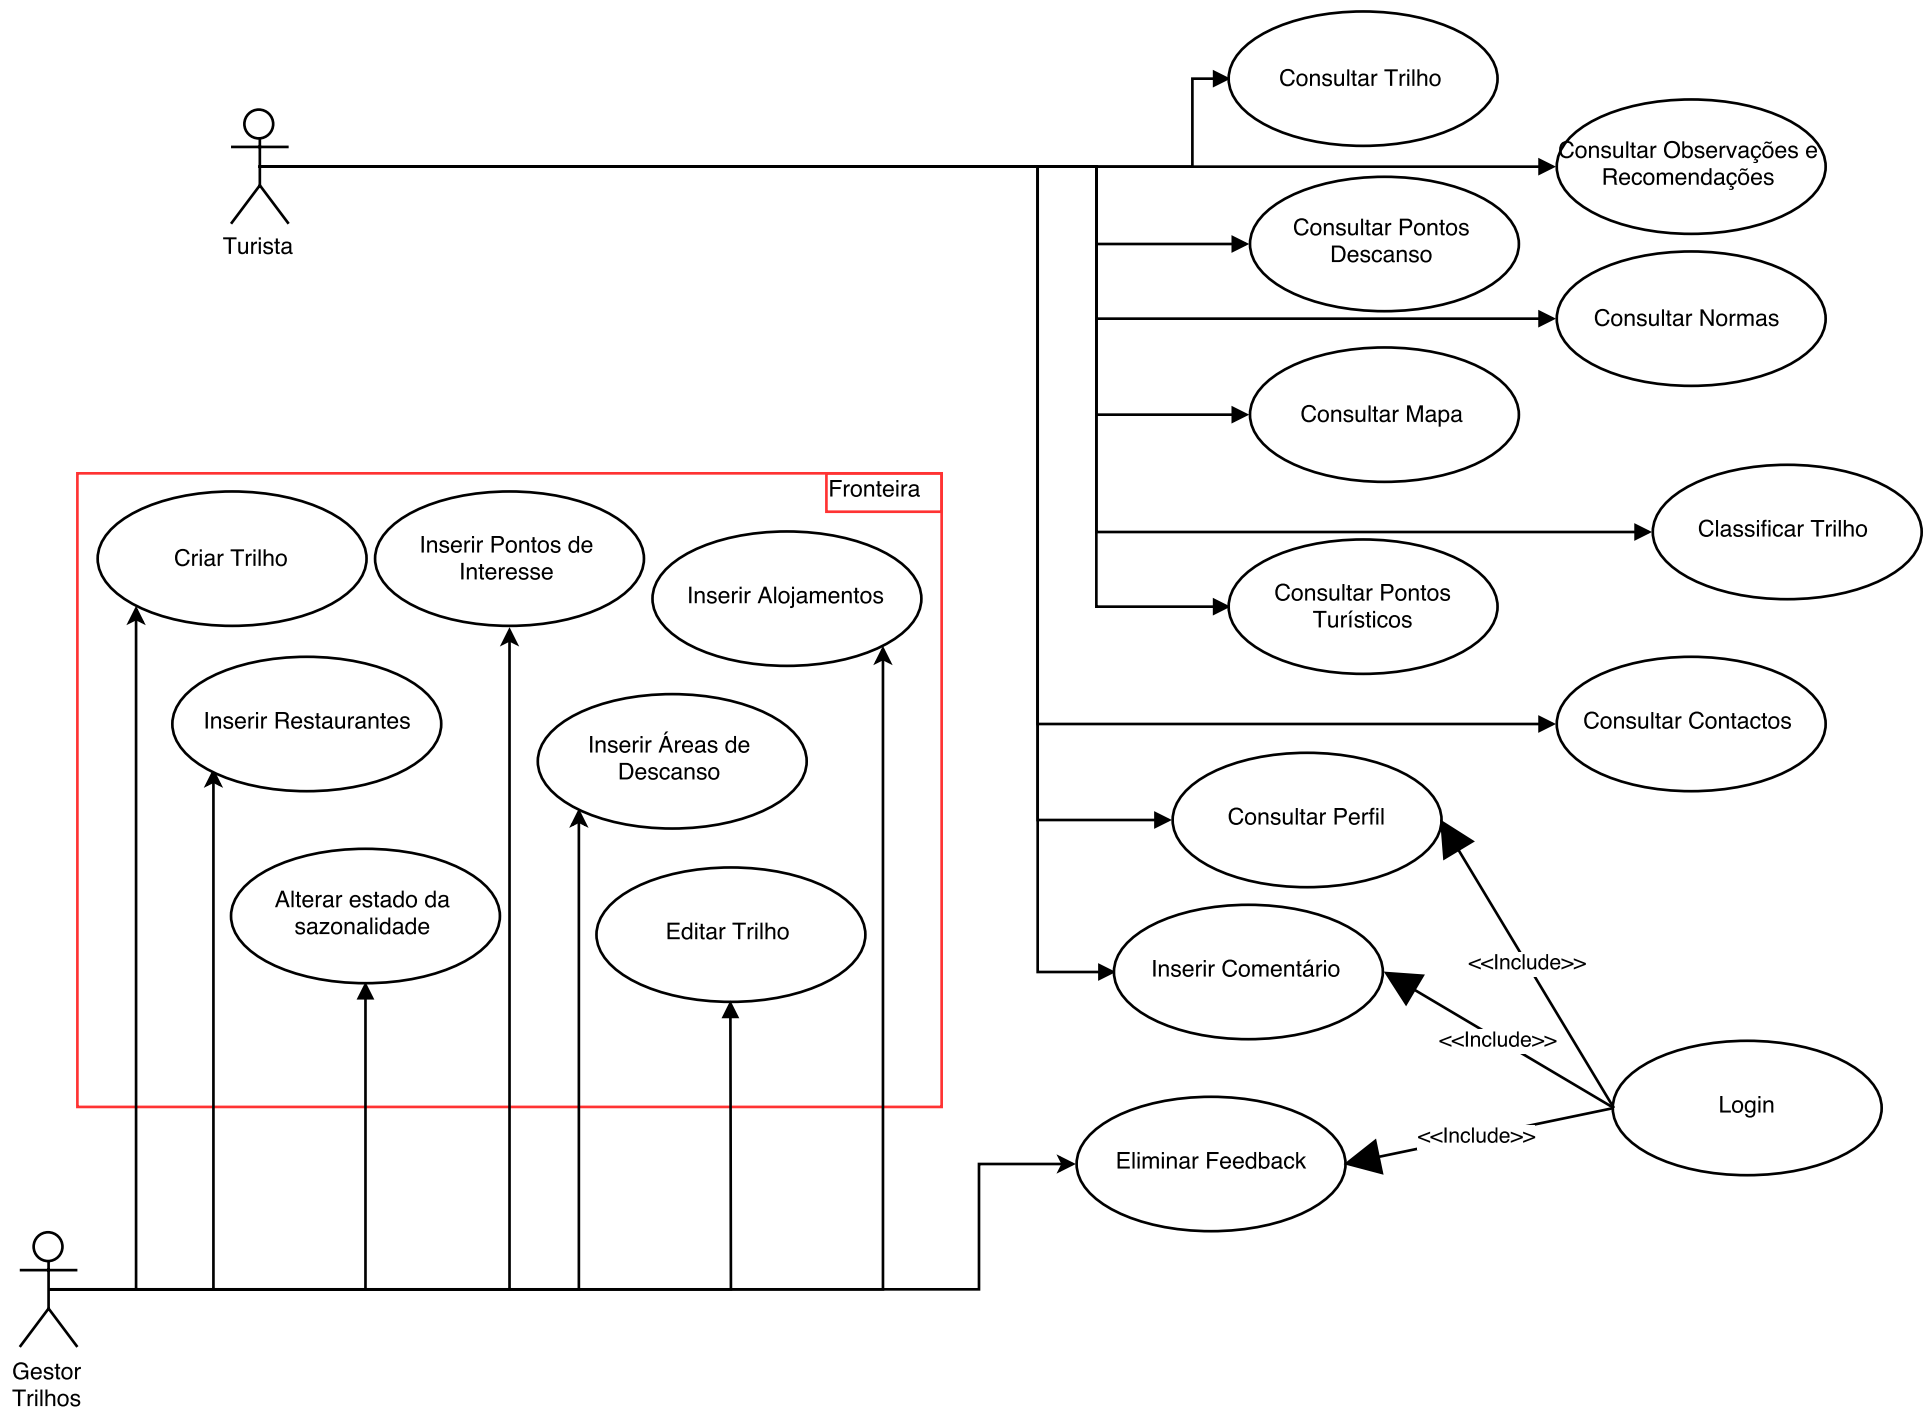 Consultar Trilho
Consultar Observações e
Recomendações
Turista
Consultar Pontos
Descanso
Consultar Normas
Consultar Mapa
Fronteira
Criar Trilho
Inserir Pontos de
Interesse
Inserir Alojamentos
Classificar Trilho
Consultar Pontos
Turísticos
Inserir Restaurantes
Inserir Áreas de
Descanso
Consultar Contactos
Consultar Perfil
Alterar estado da
sazonalidade
Editar Trilho
Inserir Comentário
<<Include>>
<<Include>>
<<Include>>
Login
Eliminar Feedback
Gestor
Trilhos